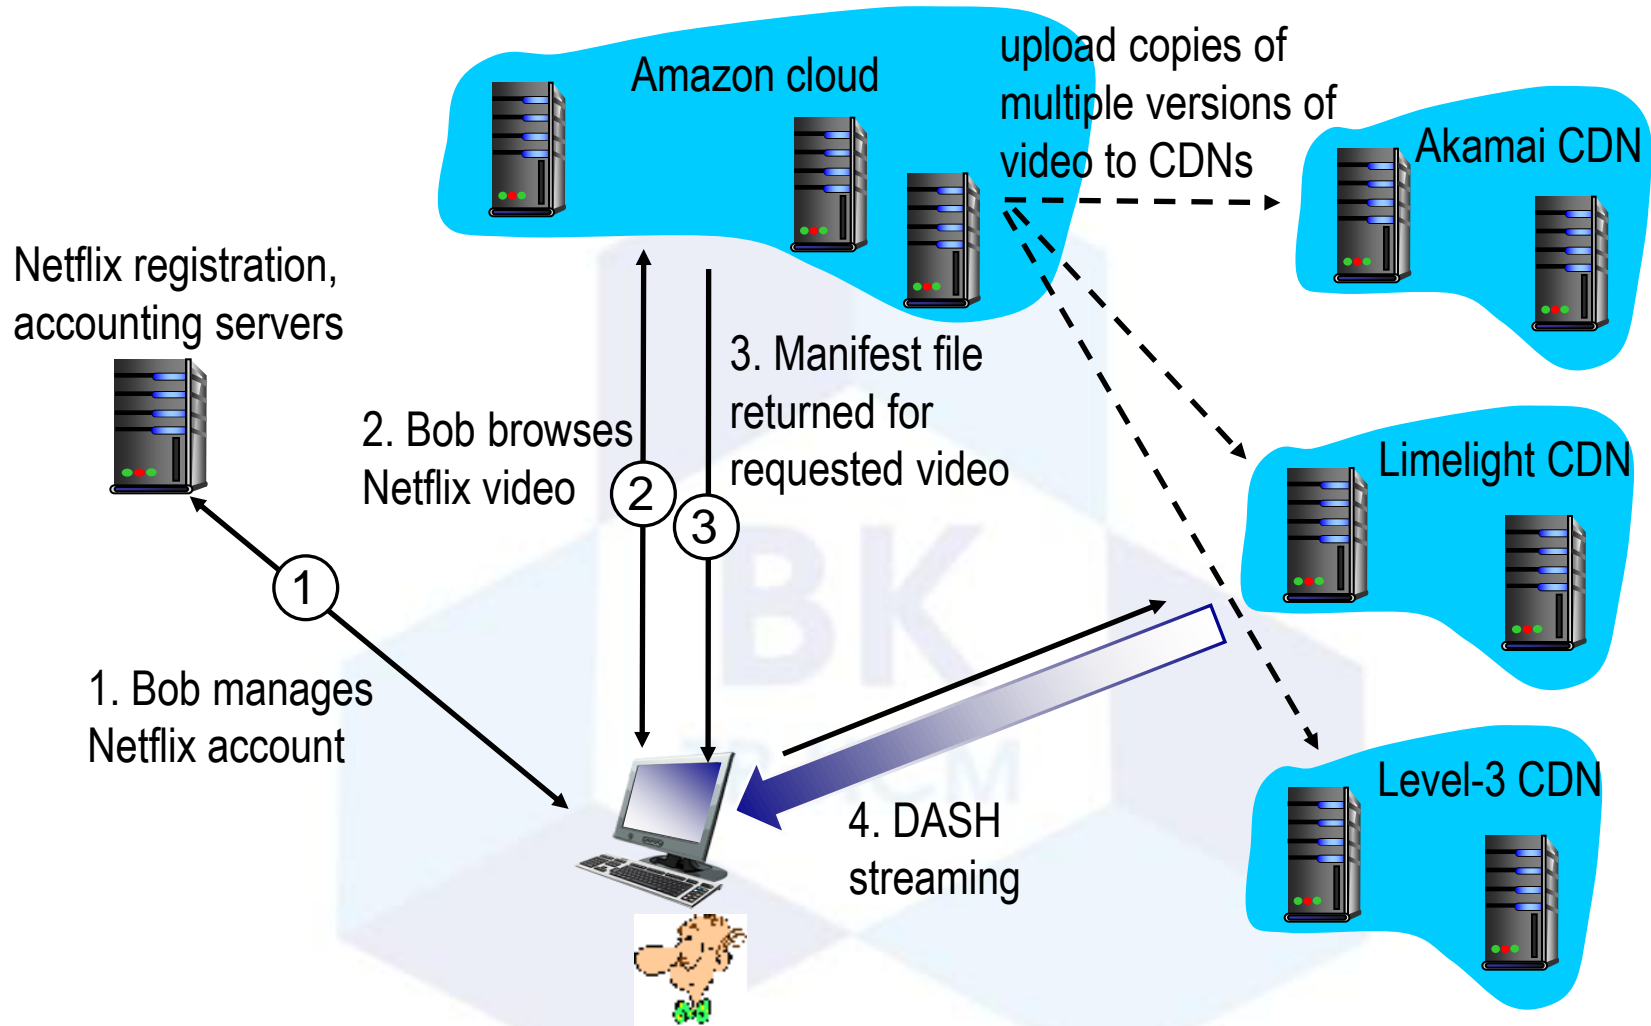 Amazon cloud
upload copies of
multiple versions of
video to CDNs
Akamai CDN
Netflix registration,
accounting servers
3. Manifest file
returned for
requested video
2. Bob browses
Netflix video
2
3
Limelight CDN
1
1. Bob manages
Netflix account
4. DASH
streaming
Level-3 CDN
BK